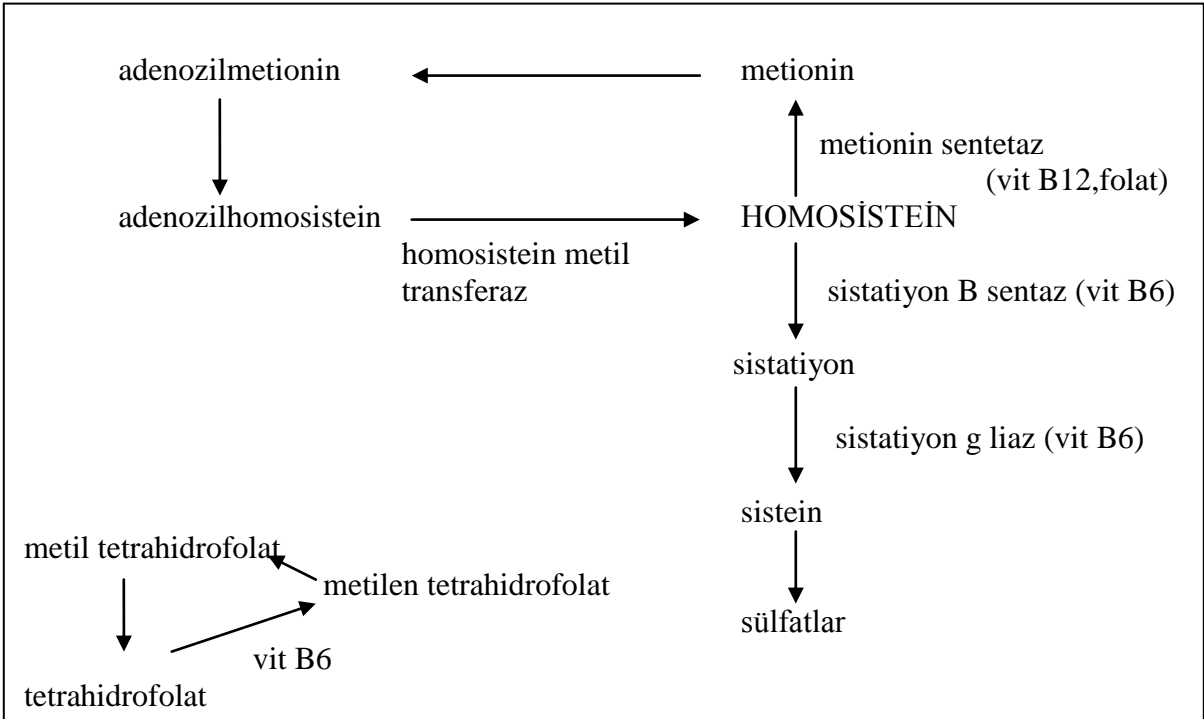 adenozilmetionin
metionin
metionin sentetaz
(vit B12,folat)
adenozilhomosistein
HOMOSİSTEİN
homosistein metil
transferaz
sistatiyon B sentaz (vit B6)
sistatiyon
sistatiyon g liaz (vit B6)
sistein
metil tetrahidrofolat
metilen tetrahidrofolat
sülfatlar
vit B6
tetrahidrofolat